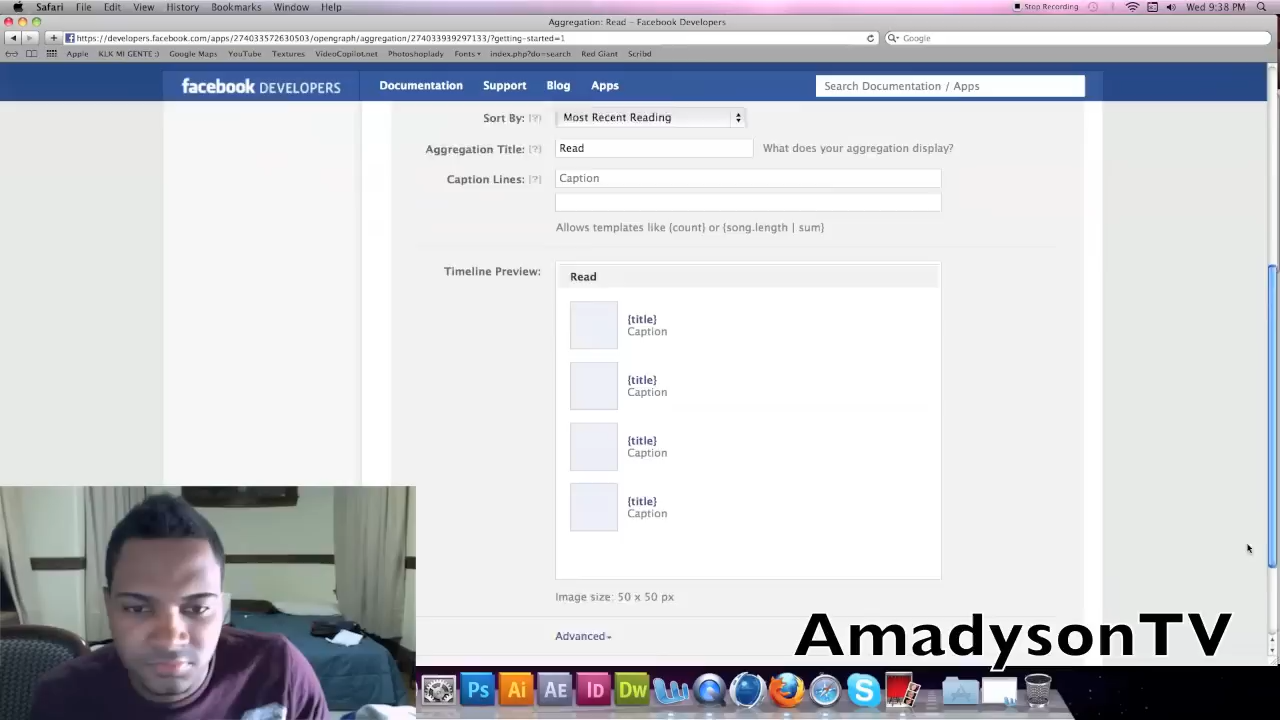 Safari File Edit View History Bookmarks Window Help Stop Recording Wed 9:38 PM
Aggregation: Read – Facebook Developers
https://developers.facebook.com/apps/274033572630503/opengraph/aggregation/274033939297133/?getting-started=1 Google
Apple KLK MI GENTE :) Google Maps YouTube VideoCopilot.net Photoshoplady Textures Fonts index.php?do=search Red Giant Scribd
facebook DEVELOPERS Documentation Support Blog Apps Search Documentation / Apps
Sort By: [?] Most Recent Reading
Aggregation Title: [?] Read What does your aggregation display?
Caption Lines: [?] Caption
Allows templates like {count} or {song.length | sum}
Timeline Preview: Read
{title}
Caption
{title}
Caption
{title}
Caption
{title}
Caption
Image size: 50 x 50 px
Advanced
AmadysonTV
Ps Ai Ae Id Dw W S